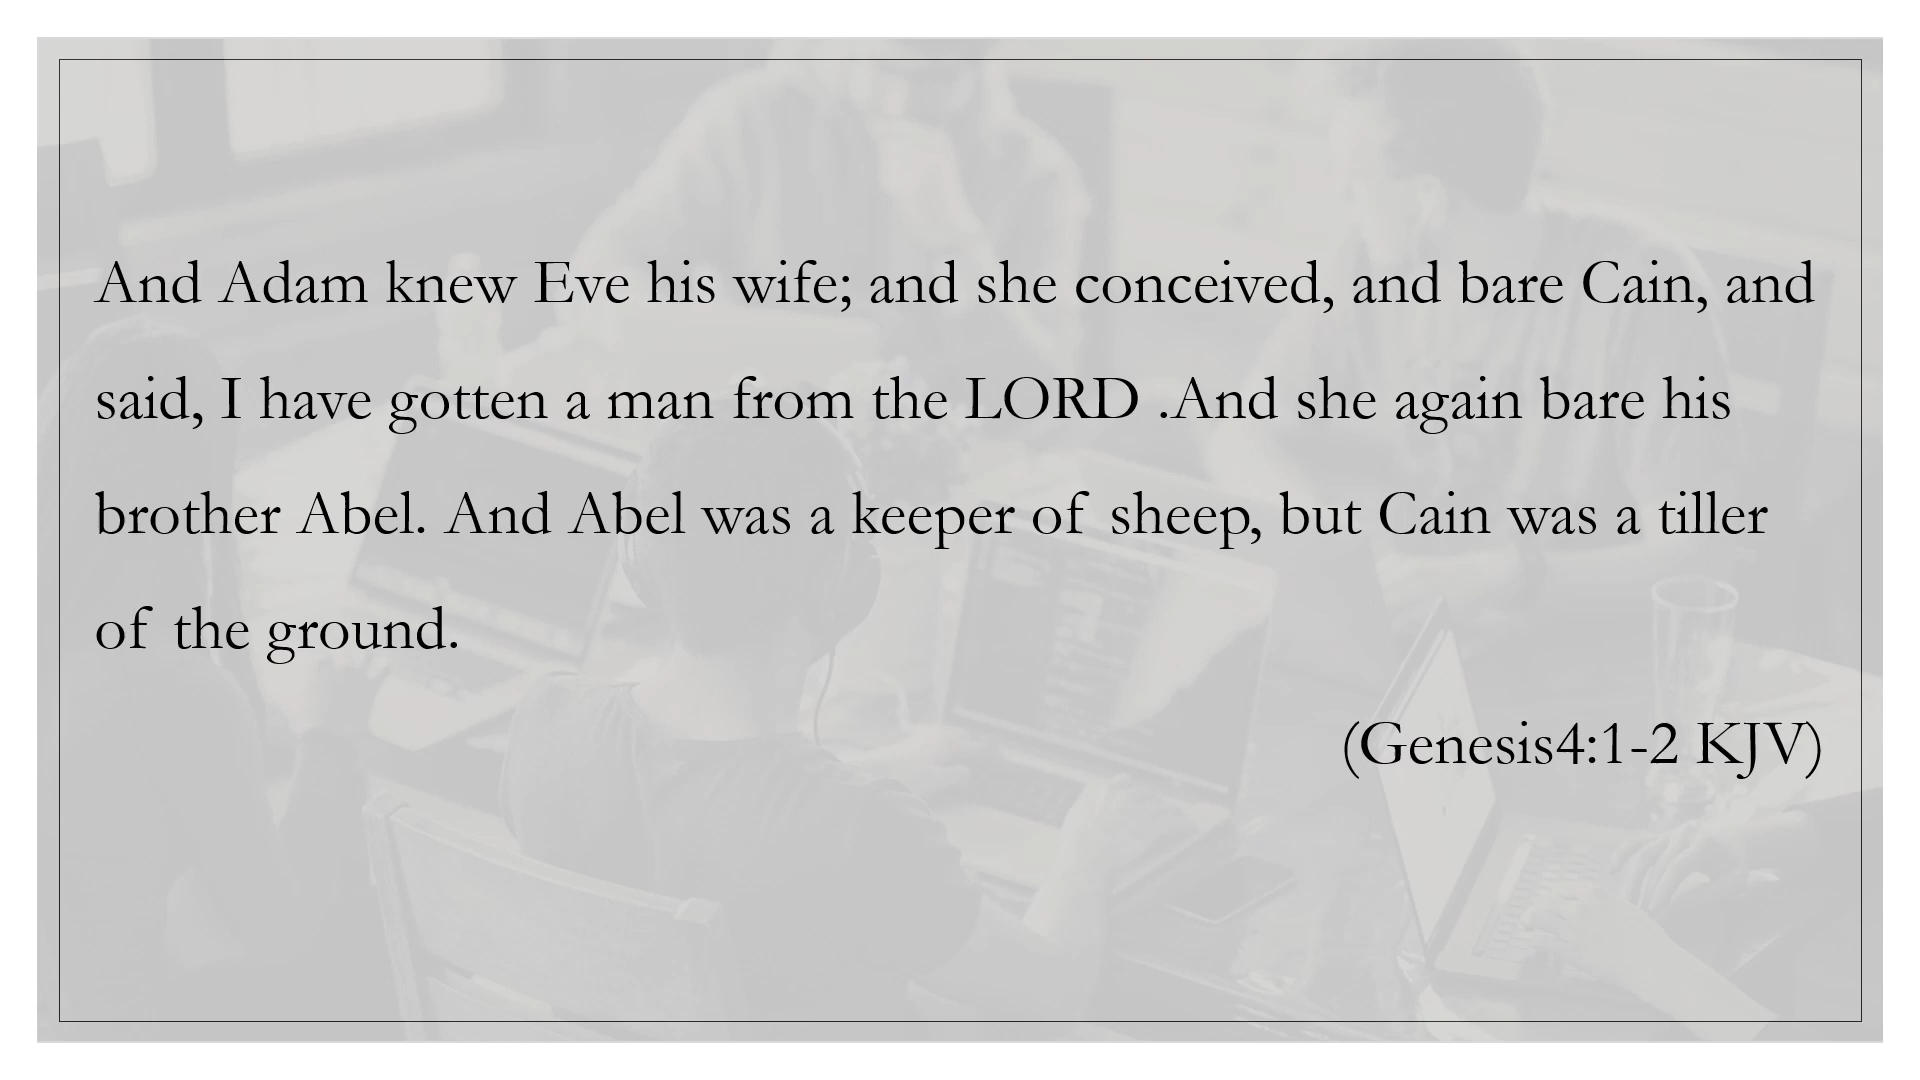 And Adam knew Eve his wife; and she conceived, and bare Cain, and
said, I have gotten a man from the LORD .And she again bare his
brother Abel. And Abel was a keeper of sheep, but Cain was a tiller
of the ground.
(Genesis4:1-2 KJV)